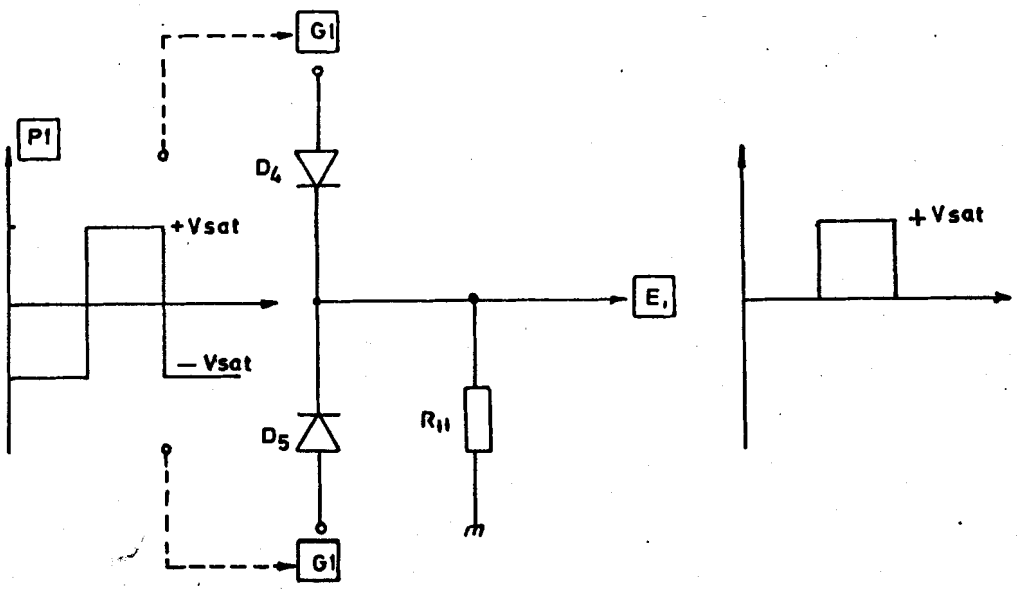 G1
P1
D4
+Vsat
+ Vsat
E1
- Vsat
R11
D5
G1